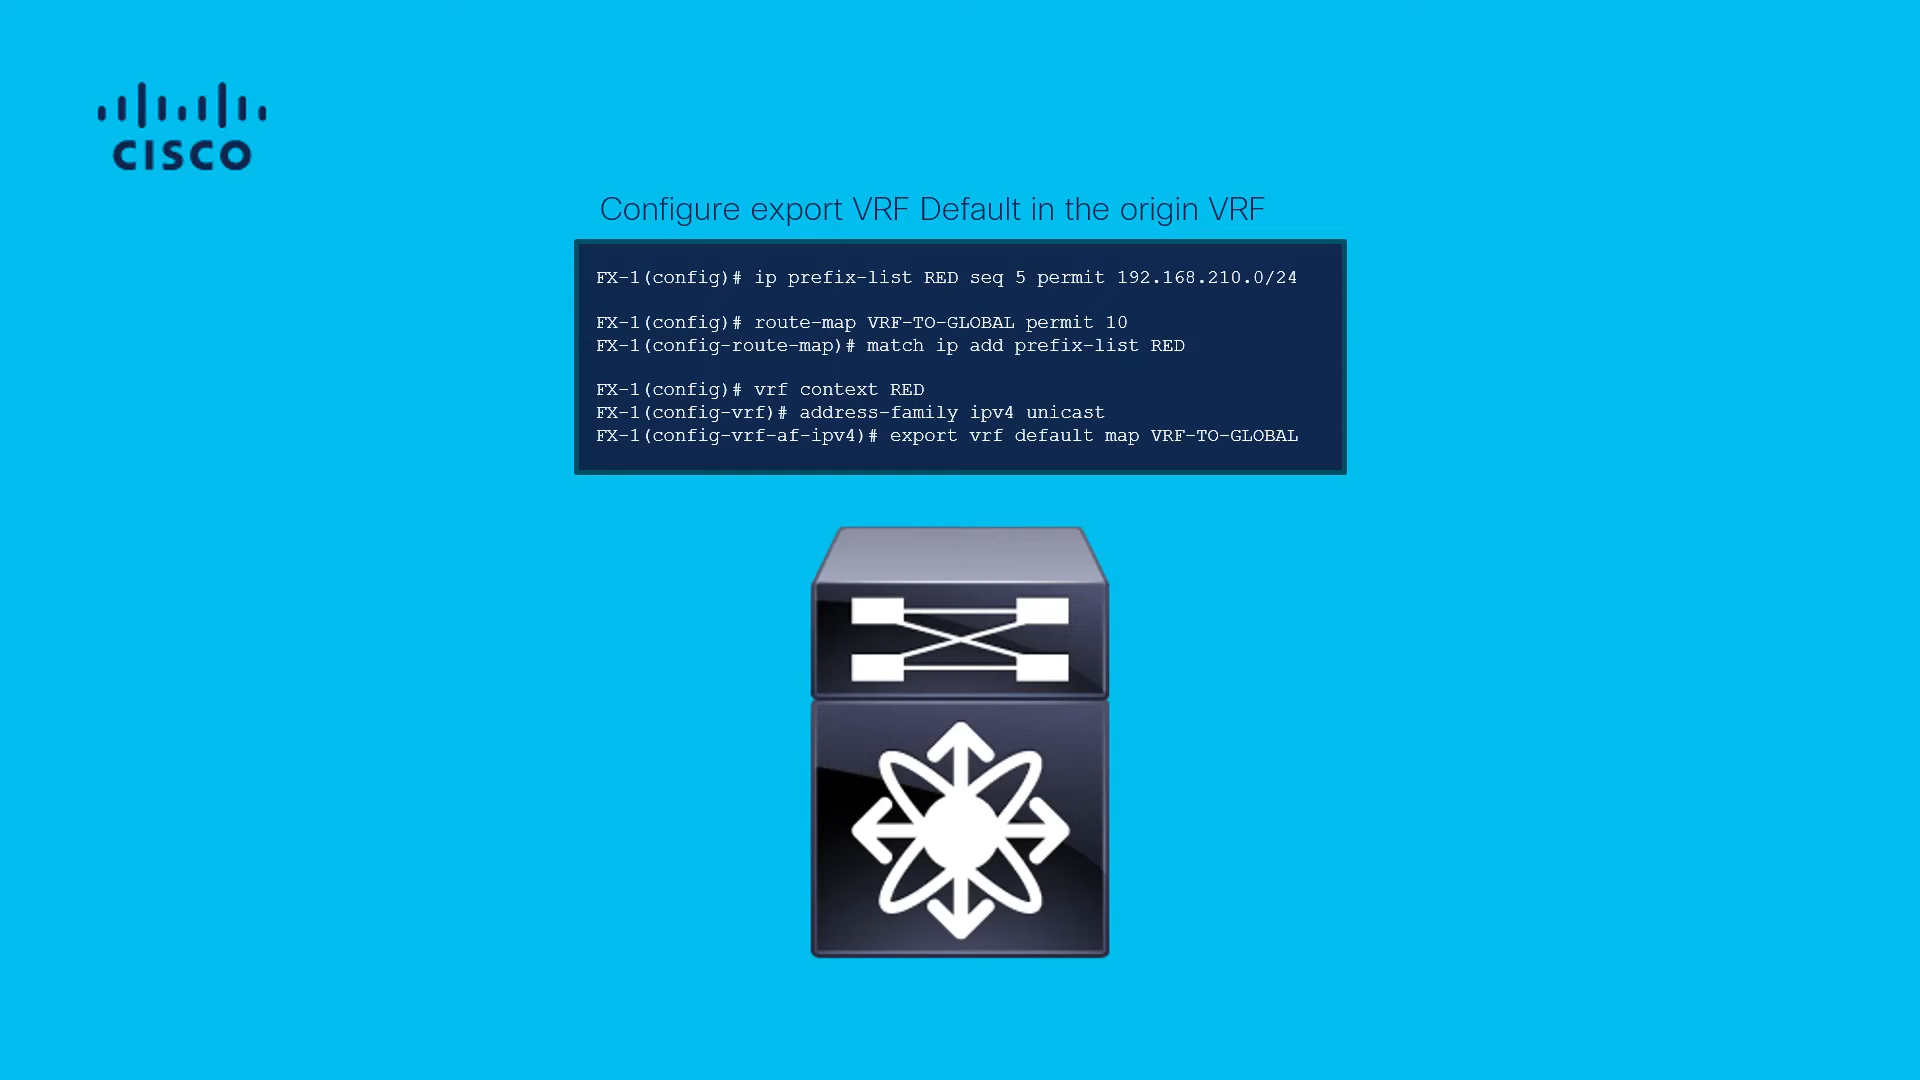 CISCO
Configure export VRF Default in the origin VRF
FX-1(config)# ip prefix-list RED seq 5 permit 192.168.210.0/24
FX-1(config)# route-map VRF-TO-GLOBAL permit 10
FX-1(config-route-map)# match ip add prefix-list RED
FX-1(config)# vrf context RED
FX-1(config-vrf)# address-family ipv4 unicast
FX-1(config-vrf-af-ipv4)# export vrf default map VRF-TO-GLOBAL